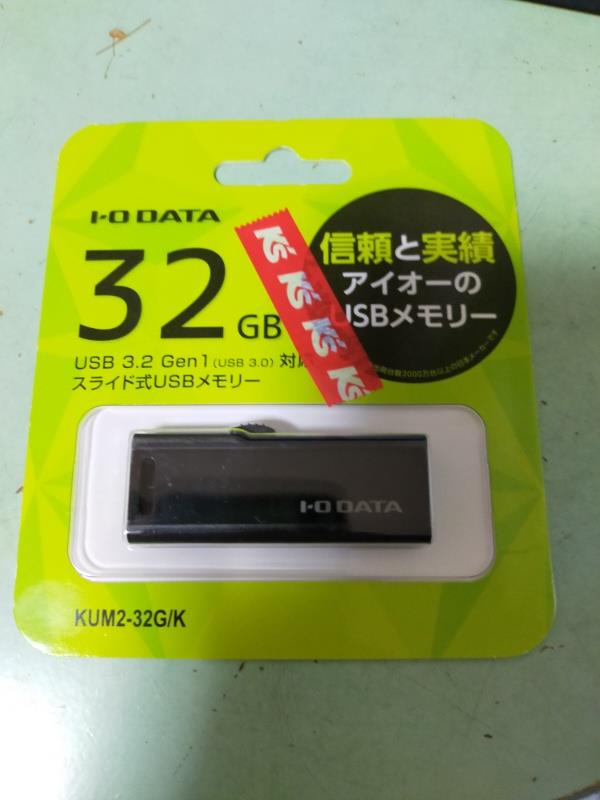 I-O DATA
32GB
USB 3.2 Gen1 (USB 3.0) 対応
スライド式USBメモリー
K's K's K's K's
信頼と実績
アイオーの
USBメモリー
I-O DATA
KUM2-32G/K